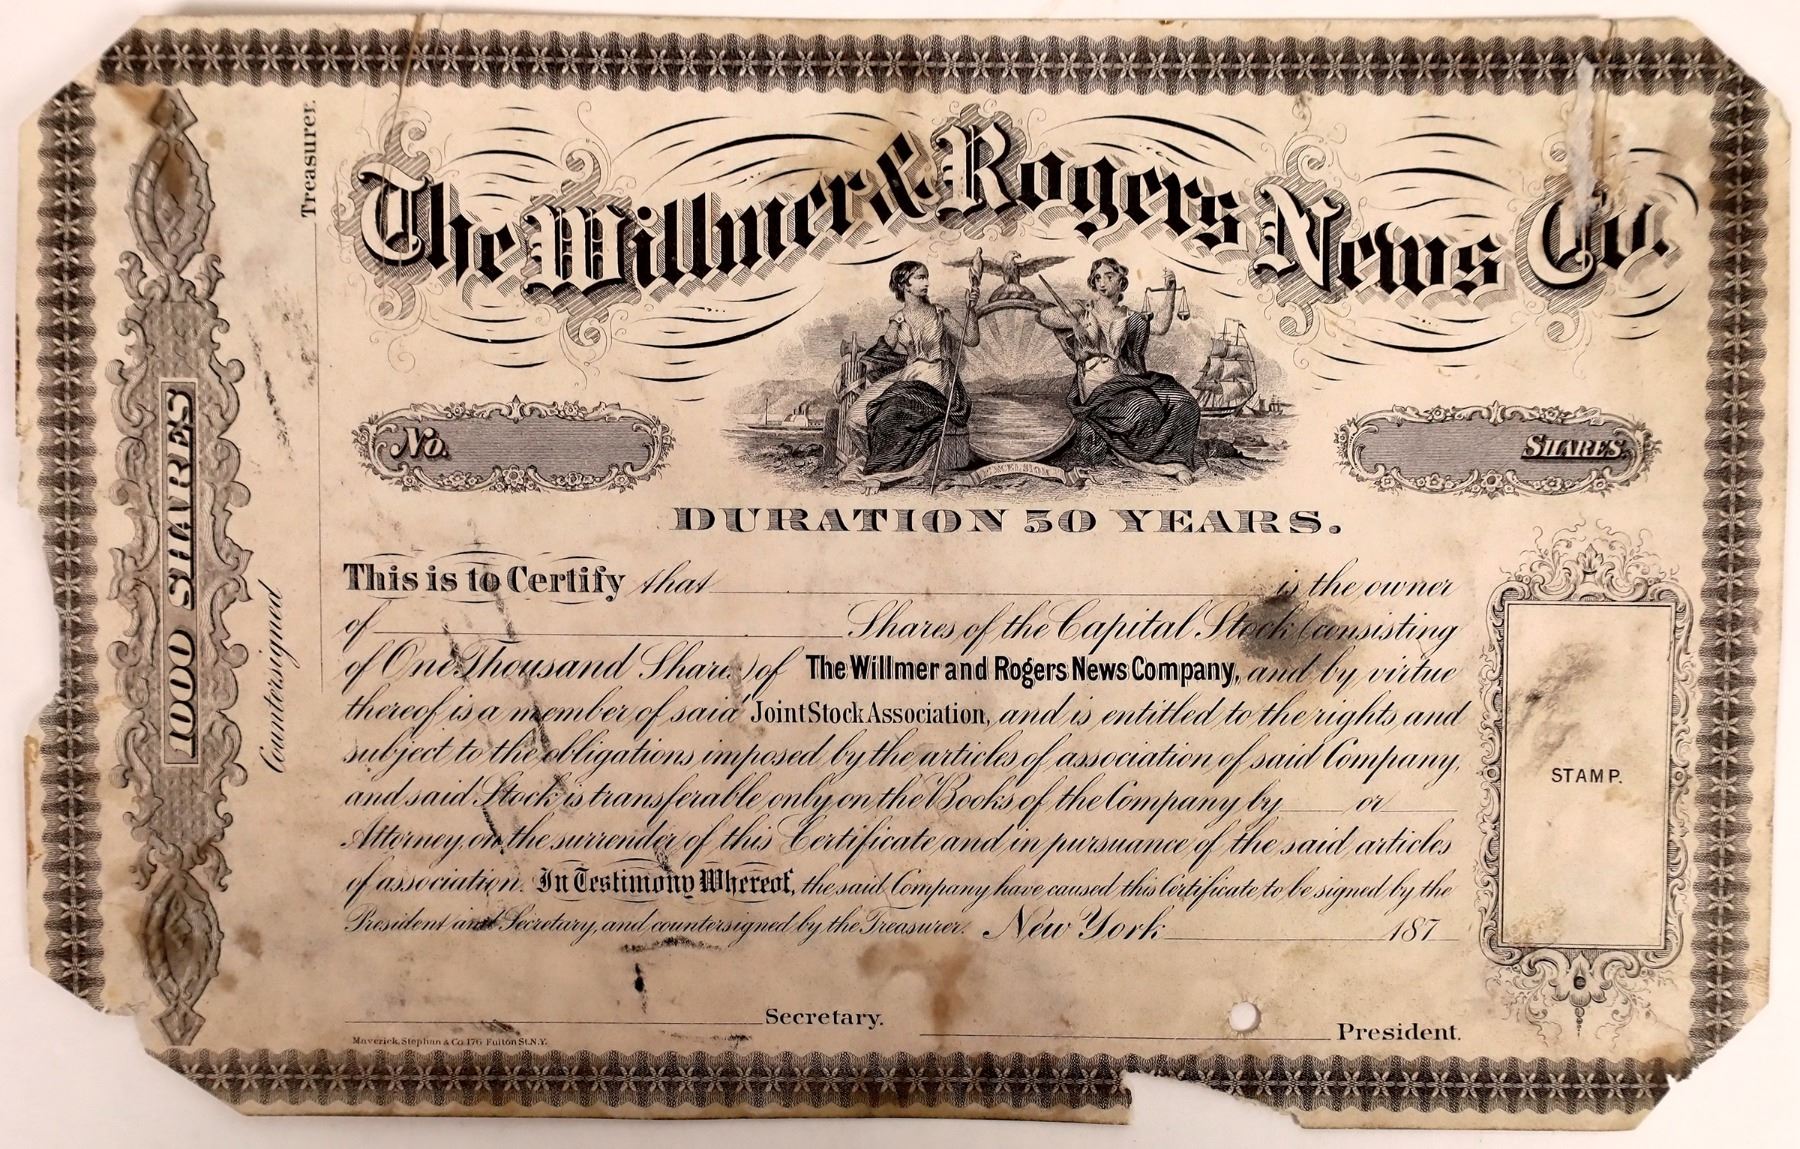 The Willmer & Rogers News Co.
Treasurer.
Countersigned
1000 SHARES
No.
SHARES.
EXCELSIOR
DURATION 50 YEARS.
This is to Certify that is the owner
of Shares of the Capital Stock (consisting
of One Thousand Share ) of The Willmer and Rogers News Company, and by virtue
thereof is a member of said Joint Stock Association, and is entitled to the rights and
subject to the obligations imposed by the articles of association of said Company,
and said Stock is transferable only on the Books of the Company by or
Attorney, on the surrender of this Certificate and in pursuance of the said articles
of association. In Testimony Whereof, the said Company have caused this Certificate to be signed by the
President and Secretary, and countersigned by the Treasurer. New York 187
STAMP.
Secretary.
President.
Maverick, Stephan & Co. 176 Fulton St. N.Y.